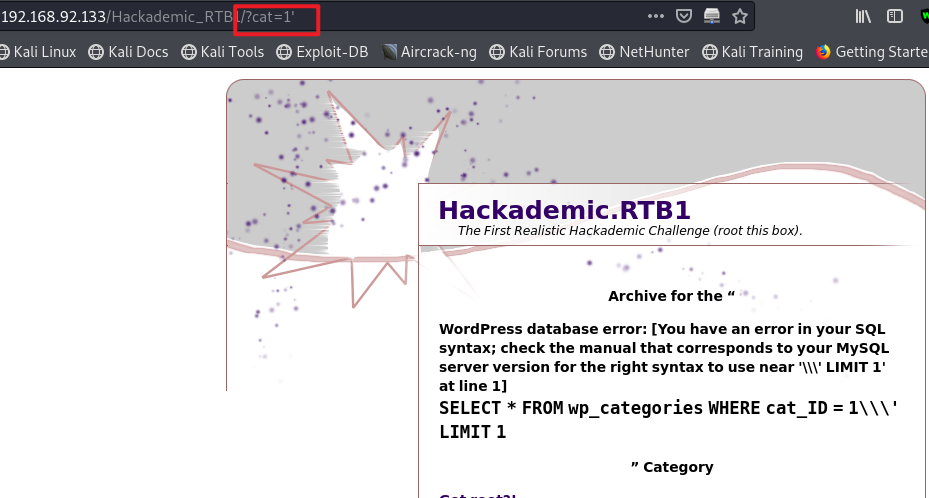 192.168.92.133/Hackademic_RTB1/?cat=1'
Kali Linux Kali Docs Kali Tools Exploit-DB Aircrack-ng Kali Forums NetHunter Kali Training Getting Starte
Hackademic.RTB1
The First Realistic Hackademic Challenge (root this box).
Archive for the “
WordPress database error: [You have an error in your SQL
syntax; check the manual that corresponds to your MySQL
server version for the right syntax to use near '\\\' LIMIT 1'
at line 1]
SELECT * FROM wp_categories WHERE cat_ID = 1\\\'
LIMIT 1
” Category